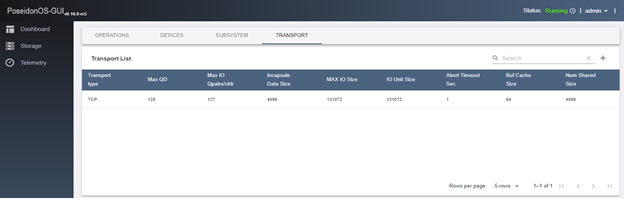 PoseidonOS-GUI v0.10.0-rc5
Status: Running | admin
Dashboard
Storage
Telemetry
OPERATIONS DEVICES SUBSYSTEM TRANSPORT
Transport List
Search
Transport type Max QD Max IO Qpairs/ctrlr Incapsule Data Size MAX IO Size IO Unit Size Abort Timeout Sec Buf Cache Size Num Shared Size
TCP 128 127 4096 131072 131072 1 64 4096
Rows per page: 5 rows 1-1 of 1